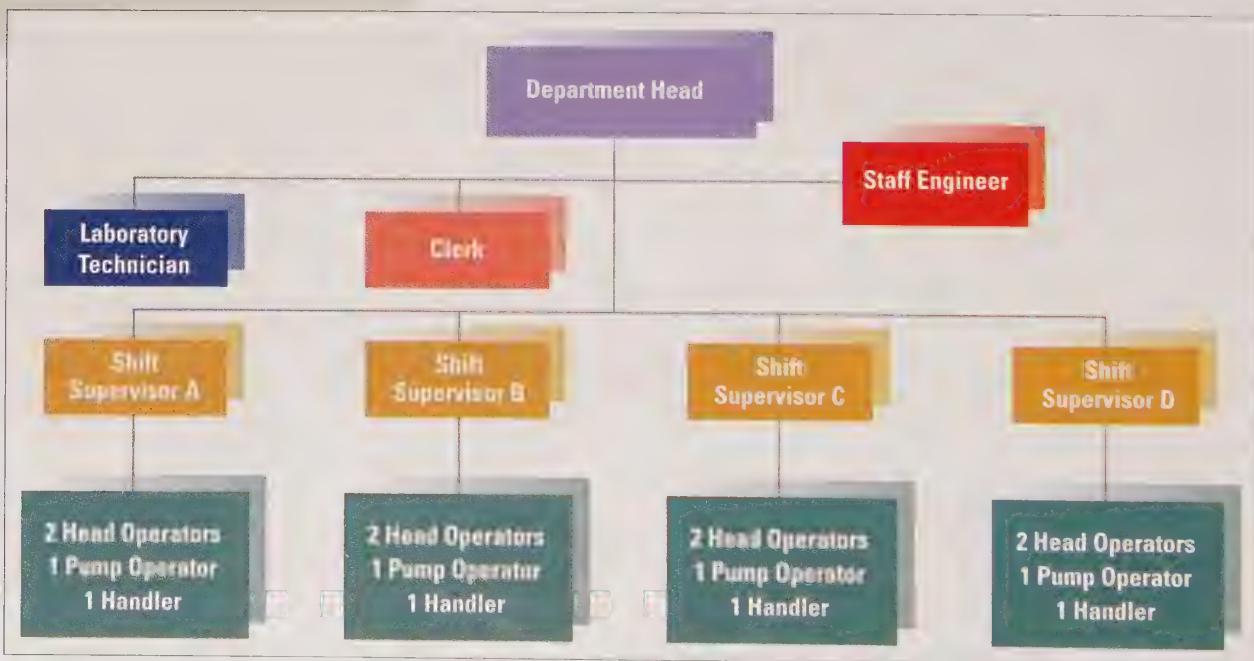 Department Head
Staff Engineer
Laboratory
Technician
Clerk
Shift
Supervisor A
Shift
Supervisor B
Shift
Supervisor C
Shift
Supervisor D
2 Head Operators
1 Pump Operator
1 Handler
2 Head Operators
1 Pump Operator
1 Handler
2 Head Operators
1 Pump Operator
1 Handler
2 Head Operators
1 Pump Operator
1 Handler